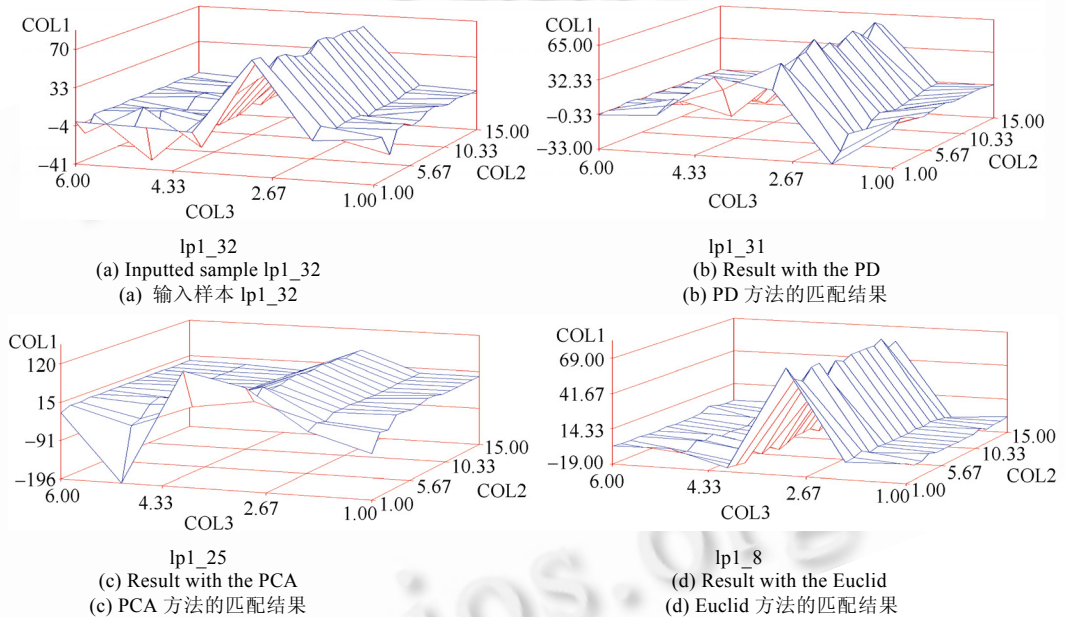 COL1
70
33
−4
−41
6.00
4.33
2.67
1.00
1.00
5.67
10.33
15.00
COL2
COL3
lp1_32
(a) Inputted sample lp1_32
(a) 输入样本 lp1_32
COL1
65.00
32.33
−0.33
−33.00
6.00
4.33
2.67
1.00
1.00
5.67
10.33
15.00
COL2
COL3
lp1_31
(b) Result with the PD
(b) PD 方法的匹配结果
COL1
120
15
−91
−196
6.00
4.33
2.67
1.00
1.00
5.67
10.33
15.00
COL2
COL3
lp1_25
(c) Result with the PCA
(c) PCA 方法的匹配结果
COL1
69.00
41.67
14.33
−19.00
6.00
4.33
2.67
1.00
1.00
5.67
10.33
15.00
COL2
COL3
lp1_8
(d) Result with the Euclid
(d) Euclid 方法的匹配结果